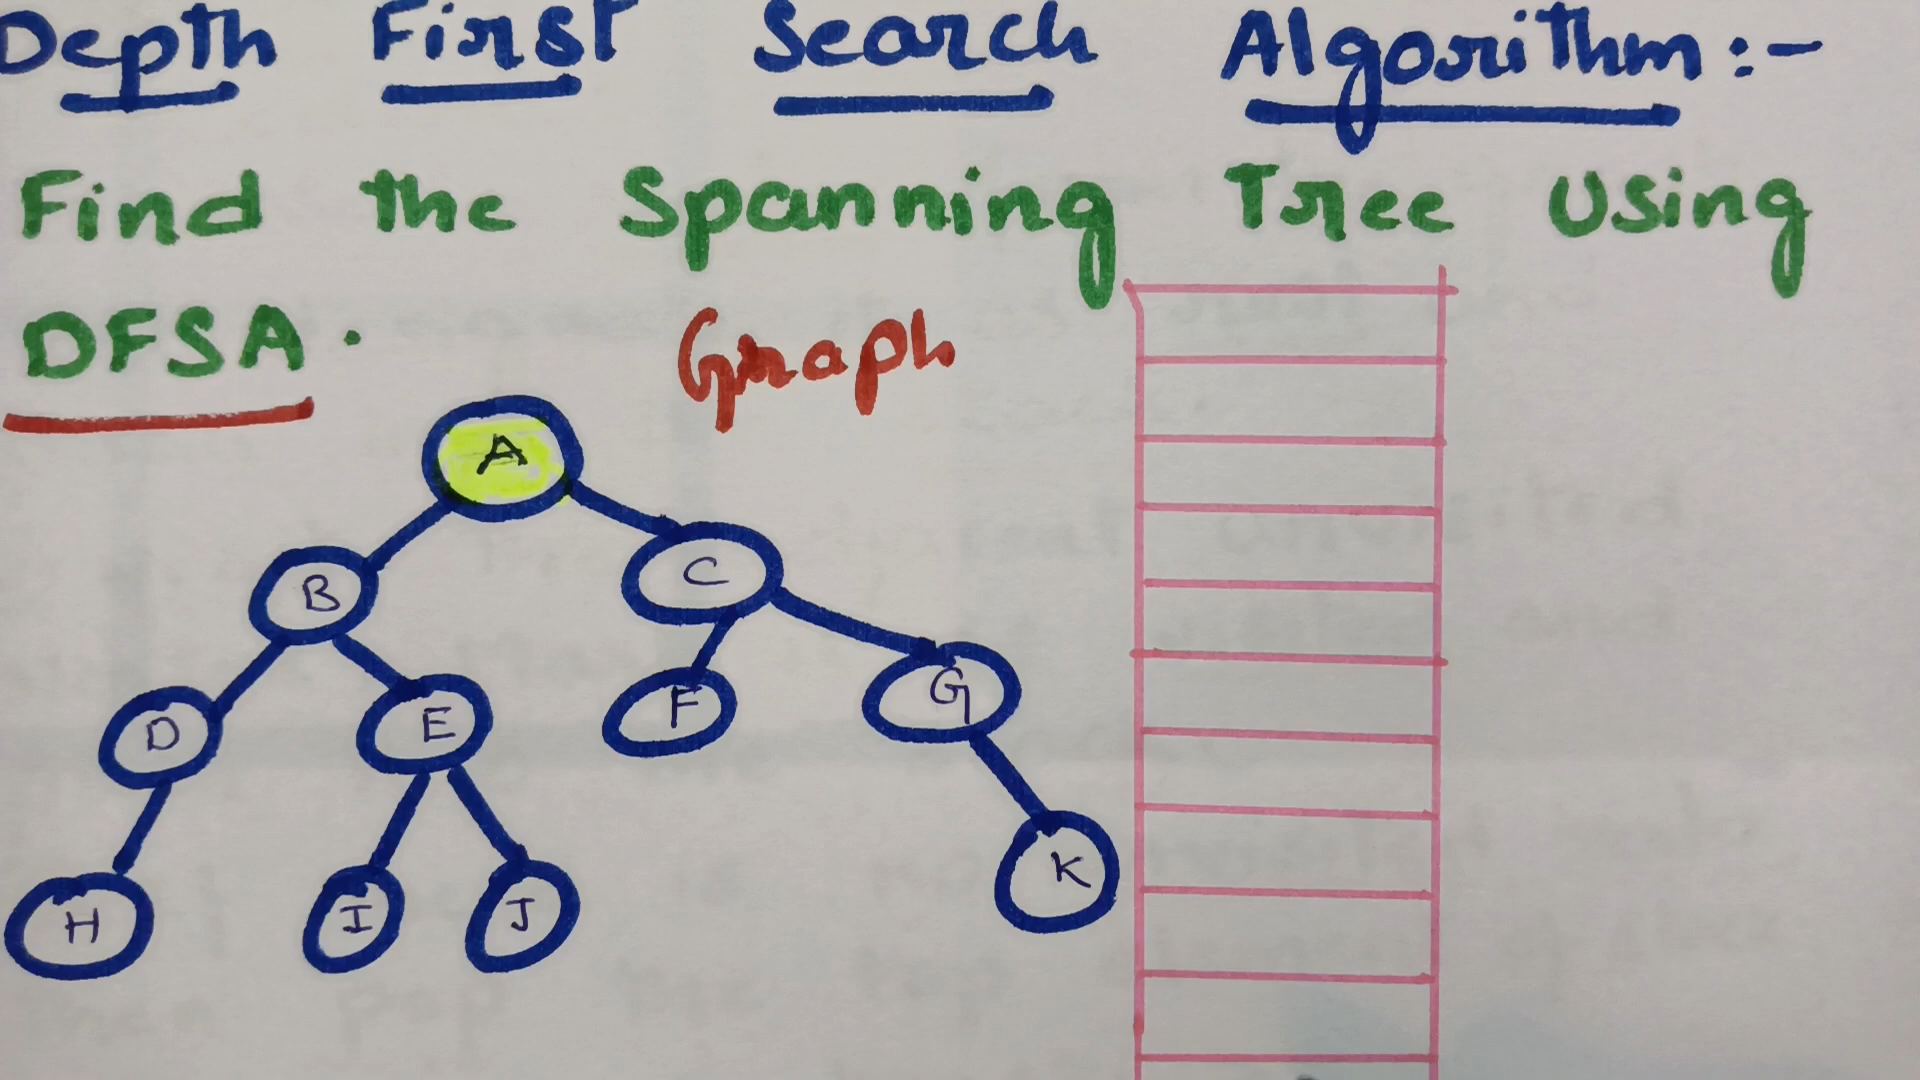 Depth First Search Algorithm:-
Find the Spanning Tree Using
DFSA.
Graph
A
B
C
D
E
F
G
H
I
J
K